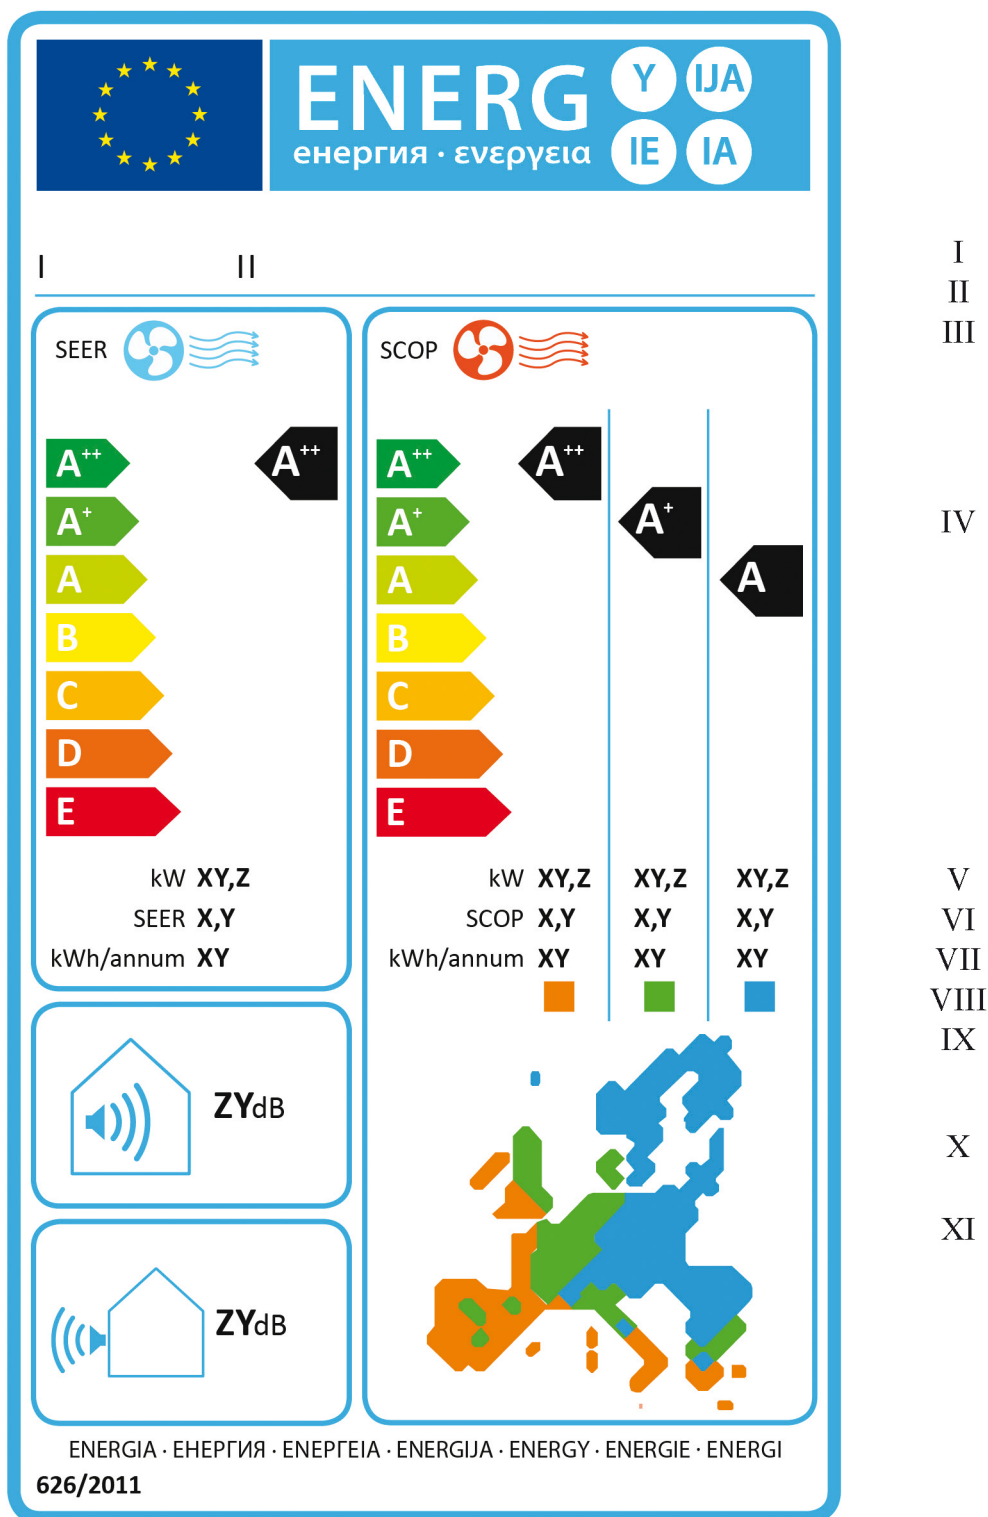 ENERG Y IJA
енергия · ενεργεια IE IA
I II
I
II
III
SEER
SCOP
A++ A++
A+
A
B
C
D
E
A++ A++
A+ A+
A A
B
C
D
E
IV
kW XY,Z
SEER X,Y
kWh/annum XY
kW XY,Z XY,Z XY,Z
SCOP X,Y X,Y X,Y
kWh/annum XY XY XY
V
VI
VII
VIII
IX
ZYdB
X
ZYdB
XI
ENERGIA · ЕНЕРГИЯ · ΕΝΕΡΓΕΙΑ · ENERGIJA · ENERGY · ENERGIE · ENERGI
626/2011